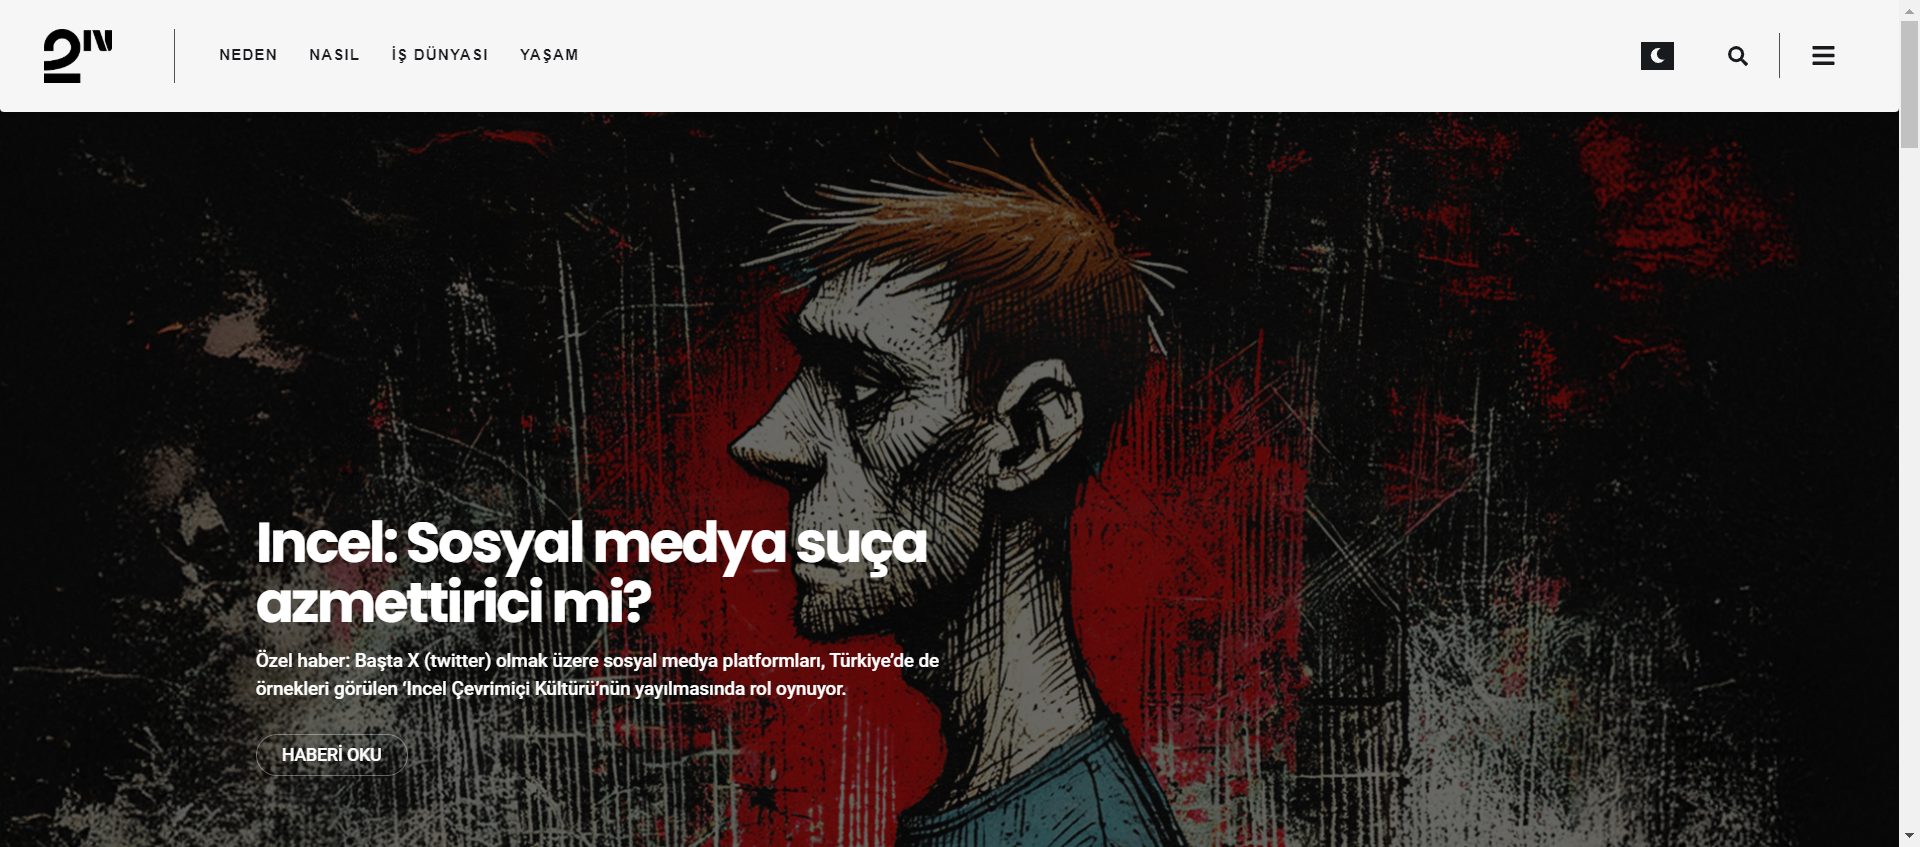 2N
NEDEN NASIL İŞ DÜNYASI YAŞAM
Incel: Sosyal medya suça
azmettirici mi?
Özel haber: Başta X (twitter) olmak üzere sosyal medya platformları, Türkiye’de de
örnekleri görülen ‘Incel Çevrimiçi Kültürü’nün yayılmasında rol oynuyor.
HABERİ OKU